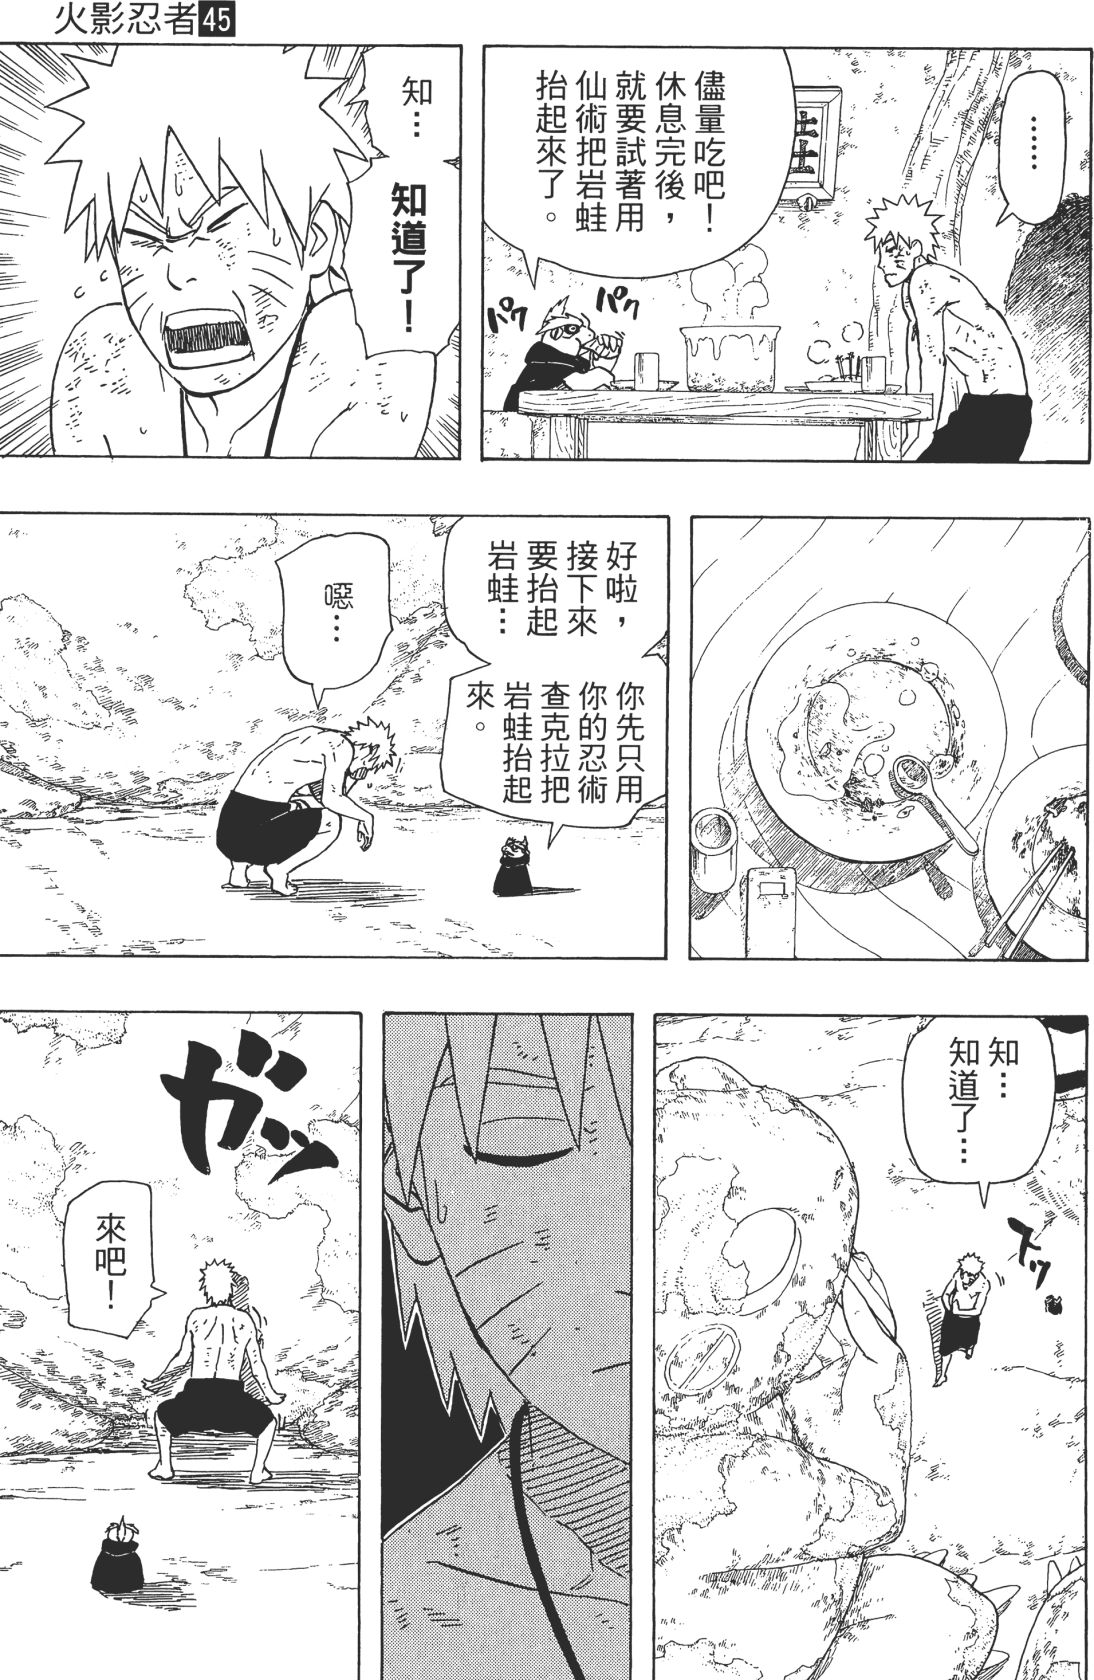 火影忍者45
……
儘量吃吧！
休息完後，
就要試著用
仙術把岩蛙
抬起來了。
パク
パク
知…
知道了！
好啦，
接下來
要抬起
岩蛙…
你先只用
你的忍術
查克拉把
岩蛙抬起
來。
噁…
知…
知道了…
スッ
ガッ
來吧！